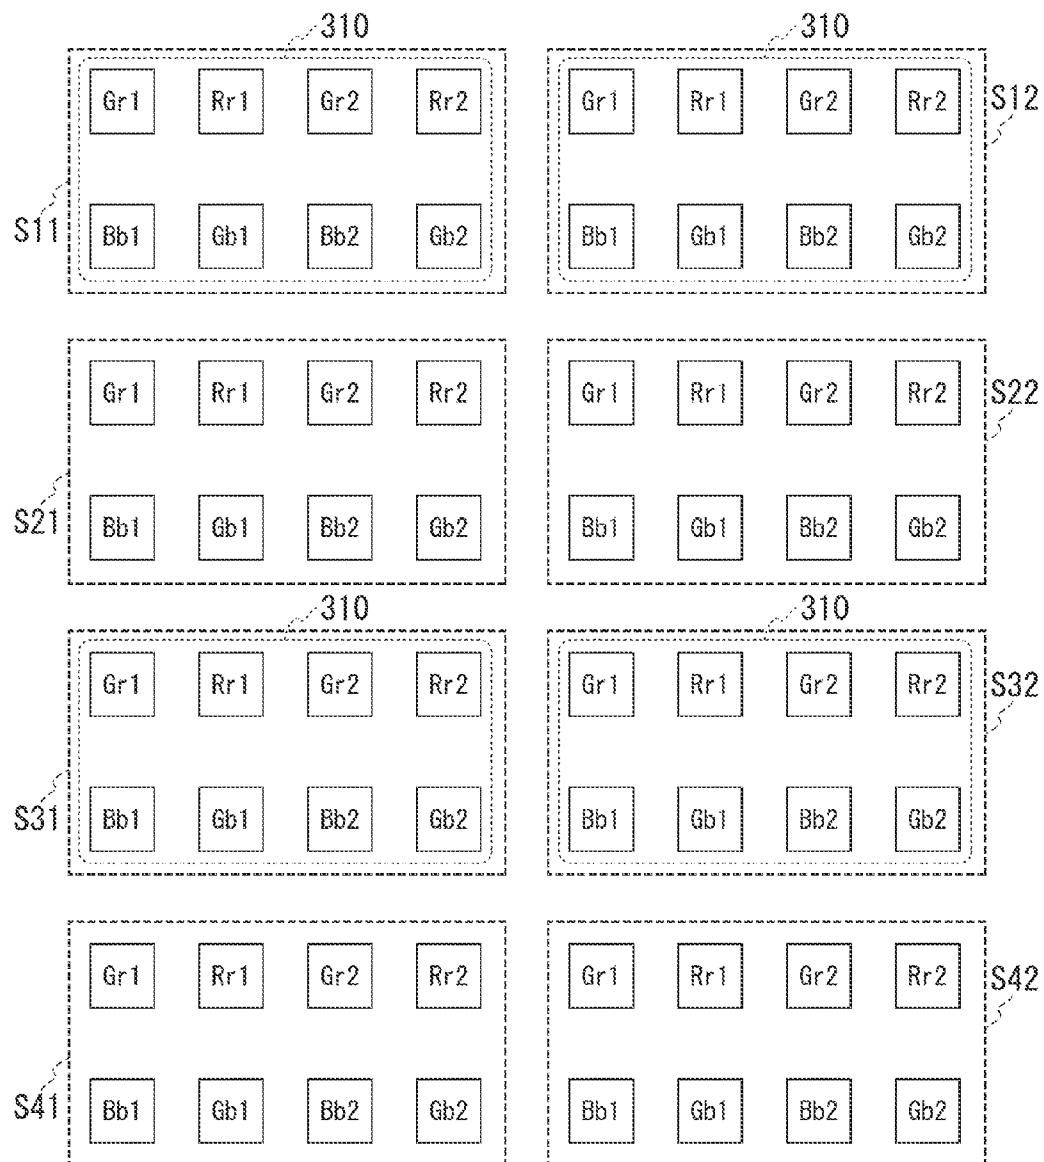 310 310
Gr1 Rr1 Gr2 Rr2 Gr1 Rr1 Gr2 Rr2 S12
S11 Bb1 Gb1 Bb2 Gb2 Bb1 Gb1 Bb2 Gb2
Gr1 Rr1 Gr2 Rr2 Gr1 Rr1 Gr2 Rr2 S22
S21 Bb1 Gb1 Bb2 Gb2 Bb1 Gb1 Bb2 Gb2
310 310
Gr1 Rr1 Gr2 Rr2 Gr1 Rr1 Gr2 Rr2 S32
S31 Bb1 Gb1 Bb2 Gb2 Bb1 Gb1 Bb2 Gb2
Gr1 Rr1 Gr2 Rr2 Gr1 Rr1 Gr2 Rr2 S42
S41 Bb1 Gb1 Bb2 Gb2 Bb1 Gb1 Bb2 Gb2